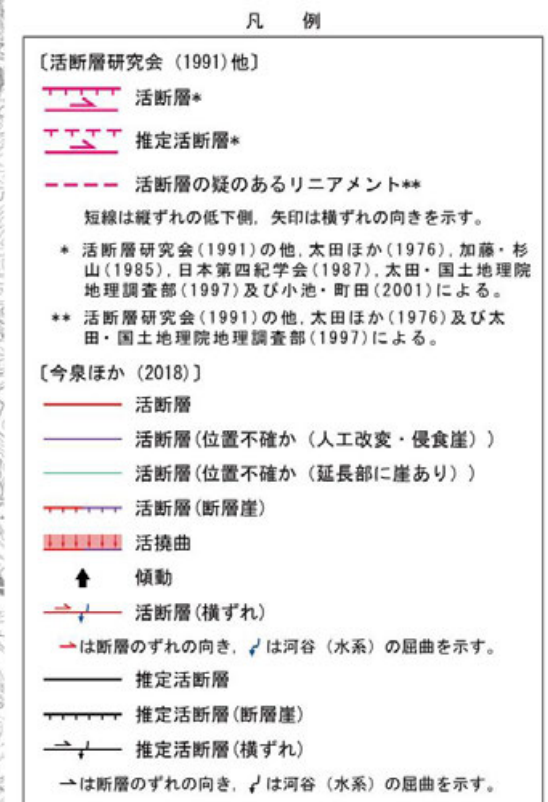 凡 例
〔活断層研究会 (1991)他〕
活断層*
推定活断層*
活断層の疑のあるリニアメント**
短線は縦ずれの低下側, 矢印は横ずれの向きを示す。
* 活断層研究会(1991)の他, 太田ほか(1976), 加藤・杉
山(1985), 日本第四紀学会(1987), 太田・国土地理院
地理調査部(1997)及び小池・町田(2001)による。
** 活断層研究会(1991)の他, 太田ほか(1976)及び太
田・国土地理院地理調査部(1997)による。
〔今泉ほか (2018)〕
活断層
活断層(位置不確か (人工改変・侵食崖))
活断層(位置不確か (延長部に崖あり))
活断層(断層崖)
活撓曲
傾動
活断層(横ずれ)
は断層のずれの向き, は河谷 (水系) の屈曲を示す。
推定活断層
推定活断層(断層崖)
推定活断層(横ずれ)
は断層のずれの向き, は河谷 (水系) の屈曲を示す。